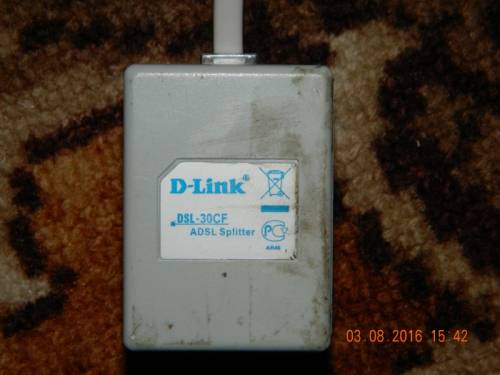 D-Link®
DSL-30CF
ADSL Splitter
03.08.2016 15:42